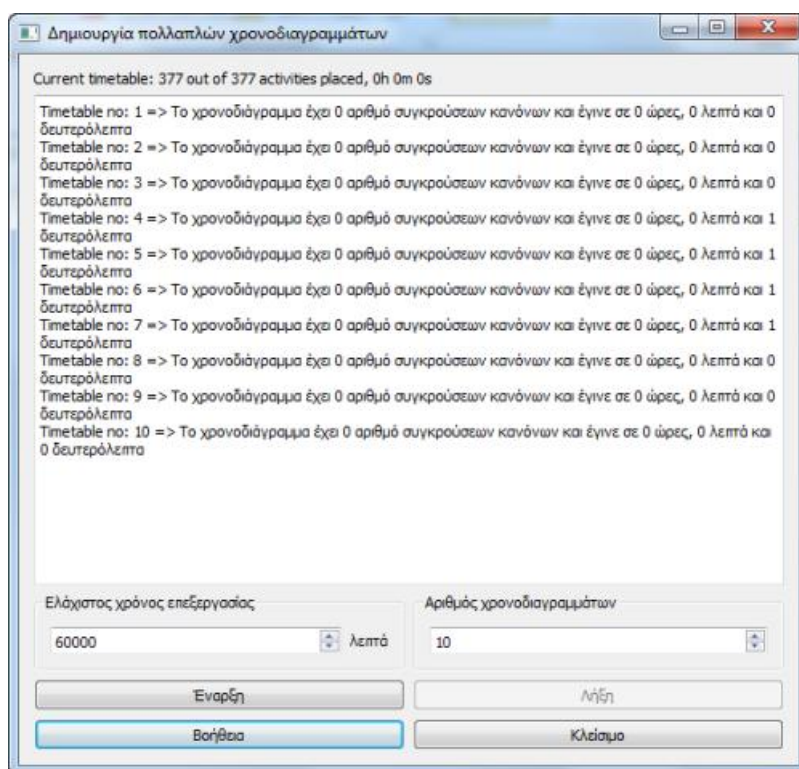 Δημιουργία πολλαπλών χρονοδιαγραμμάτων
Current timetable: 377 out of 377 activities placed, 0h 0m 0s
Timetable no: 1 => Το χρονοδιάγραμμα έχει 0 αριθμό συγκρούσεων κανόνων και έγινε σε 0 ώρες, 0 λεπτά και 0
δευτερόλεπτα
Timetable no: 2 => Το χρονοδιάγραμμα έχει 0 αριθμό συγκρούσεων κανόνων και έγινε σε 0 ώρες, 0 λεπτά και 0
δευτερόλεπτα
Timetable no: 3 => Το χρονοδιάγραμμα έχει 0 αριθμό συγκρούσεων κανόνων και έγινε σε 0 ώρες, 0 λεπτά και 0
δευτερόλεπτα
Timetable no: 4 => Το χρονοδιάγραμμα έχει 0 αριθμό συγκρούσεων κανόνων και έγινε σε 0 ώρες, 0 λεπτά και 1
δευτερόλεπτα
Timetable no: 5 => Το χρονοδιάγραμμα έχει 0 αριθμό συγκρούσεων κανόνων και έγινε σε 0 ώρες, 0 λεπτά και 1
δευτερόλεπτα
Timetable no: 6 => Το χρονοδιάγραμμα έχει 0 αριθμό συγκρούσεων κανόνων και έγινε σε 0 ώρες, 0 λεπτά και 1
δευτερόλεπτα
Timetable no: 7 => Το χρονοδιάγραμμα έχει 0 αριθμό συγκρούσεων κανόνων και έγινε σε 0 ώρες, 0 λεπτά και 1
δευτερόλεπτα
Timetable no: 8 => Το χρονοδιάγραμμα έχει 0 αριθμό συγκρούσεων κανόνων και έγινε σε 0 ώρες, 0 λεπτά και 0
δευτερόλεπτα
Timetable no: 9 => Το χρονοδιάγραμμα έχει 0 αριθμό συγκρούσεων κανόνων και έγινε σε 0 ώρες, 0 λεπτά και 0
δευτερόλεπτα
Timetable no: 10 => Το χρονοδιάγραμμα έχει 0 αριθμό συγκρούσεων κανόνων και έγινε σε 0 ώρες, 0 λεπτά και
0 δευτερόλεπτα
Ελάχιστος χρόνος επεξεργασίας
60000 λεπτά
Αριθμός χρονοδιαγραμμάτων
10
Έναρξη
Λήξη
Βοήθεια
Κλείσιμο